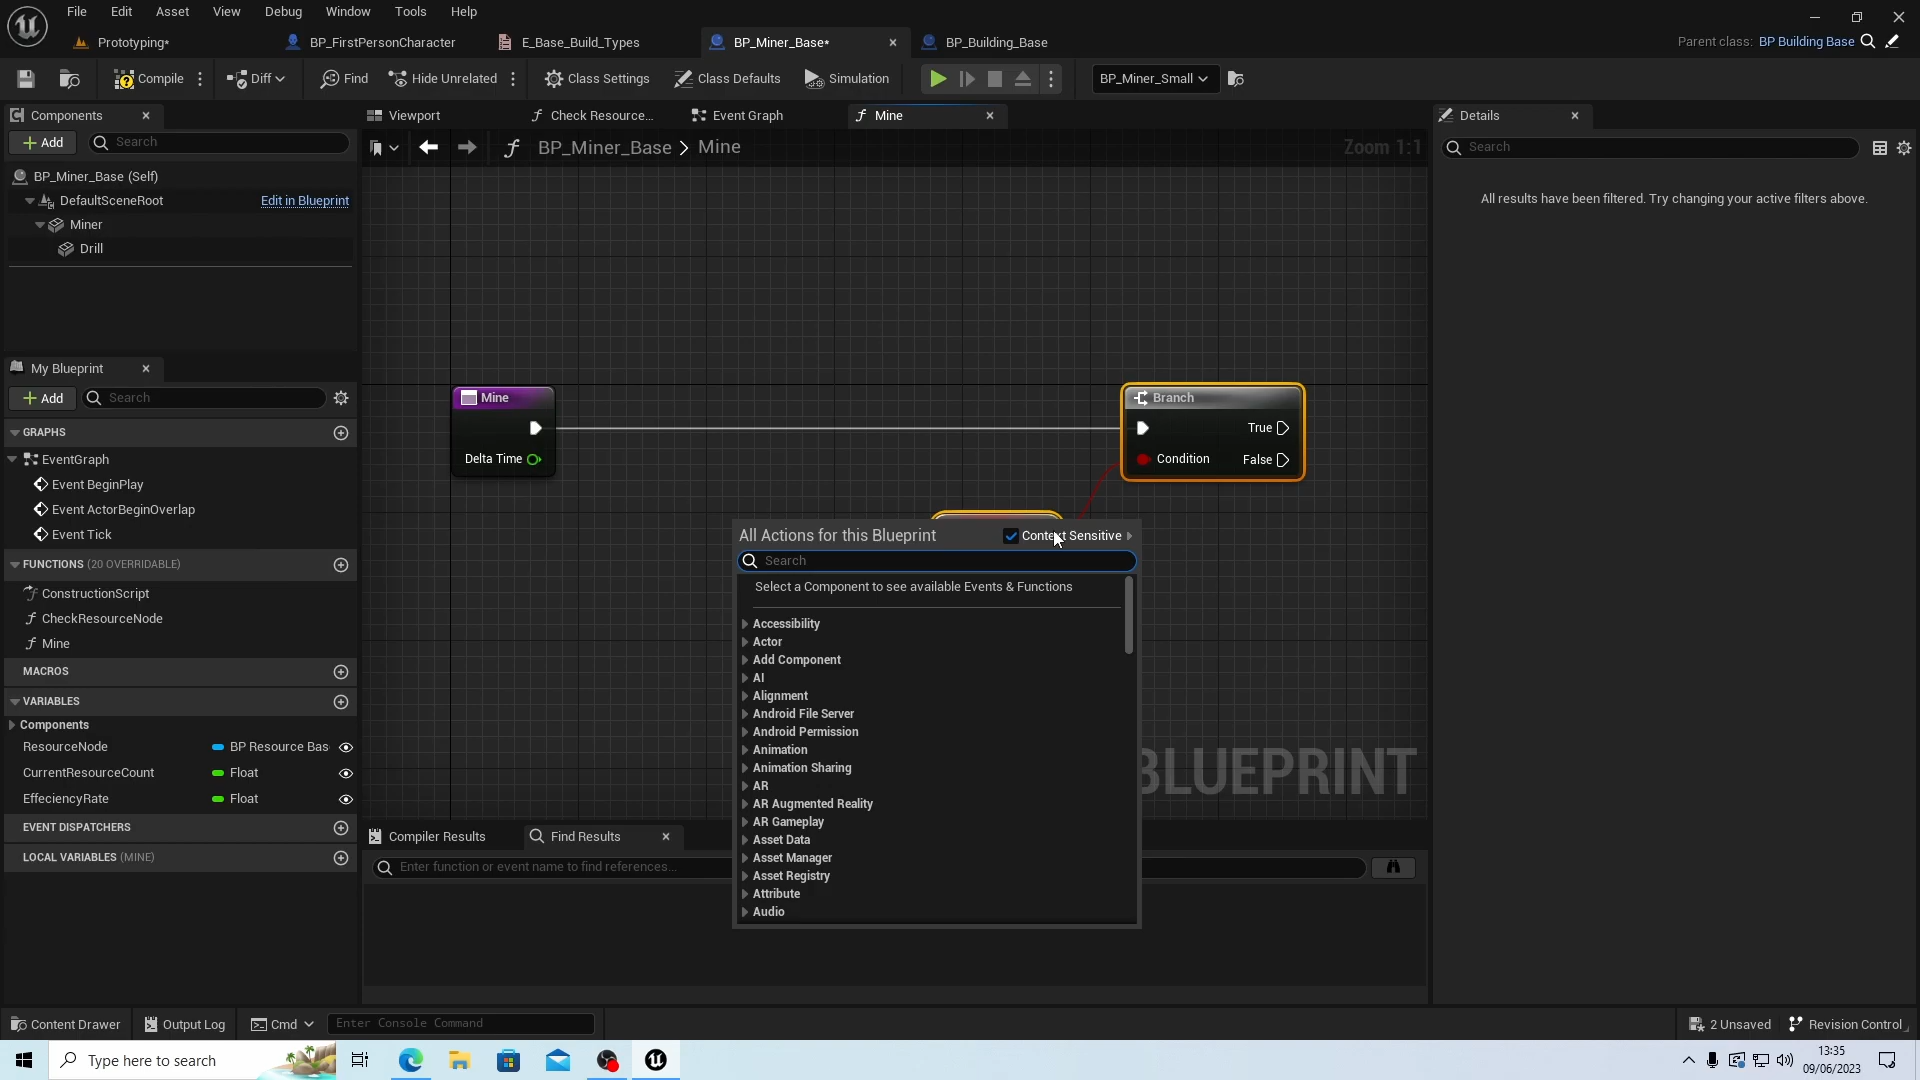 File Edit Asset View Debug Window Tools Help
Prototyping*
BP_FirstPersonCharacter
E_Base_Build_Types
BP_Miner_Base*
BP_Building_Base
Parent class: BP Building Base
Compile
Diff
Find
Hide Unrelated
Class Settings
Class Defaults
Simulation
BP_Miner_Small
Components
Add
Search
BP_Miner_Base (Self)
DefaultSceneRoot
Edit in Blueprint
Miner
Drill
My Blueprint
Add
Search
GRAPHS
EventGraph
Event BeginPlay
Event ActorBeginOverlap
Event Tick
FUNCTIONS (20 OVERRIDABLE)
ConstructionScript
CheckResourceNode
Mine
MACROS
VARIABLES
Components
ResourceNode BP Resource Bas
CurrentResourceCount Float
EffeciencyRate Float
EVENT DISPATCHERS
LOCAL VARIABLES (MINE)
Viewport
Check Resource...
Event Graph
Mine
BP_Miner_Base > Mine
Zoom 1:1
Mine
Delta Time
Branch
True
Condition
False
All Actions for this Blueprint
Context Sensitive
Search
Select a Component to see available Events & Functions
Accessibility
Actor
Add Component
AI
Alignment
Android File Server
Android Permission
Animation
Animation Sharing
AR
AR Augmented Reality
AR Gameplay
Asset Data
Asset Manager
Asset Registry
Attribute
Audio
BLUEPRINT
Compiler Results
Find Results
Enter function or event name to find references...
Details
Search
All results have been filtered. Try changing your active filters above.
Content Drawer
Output Log
Cmd
Enter Console Command
2 Unsaved
Revision Control
Type here to search
13:35
09/06/2023